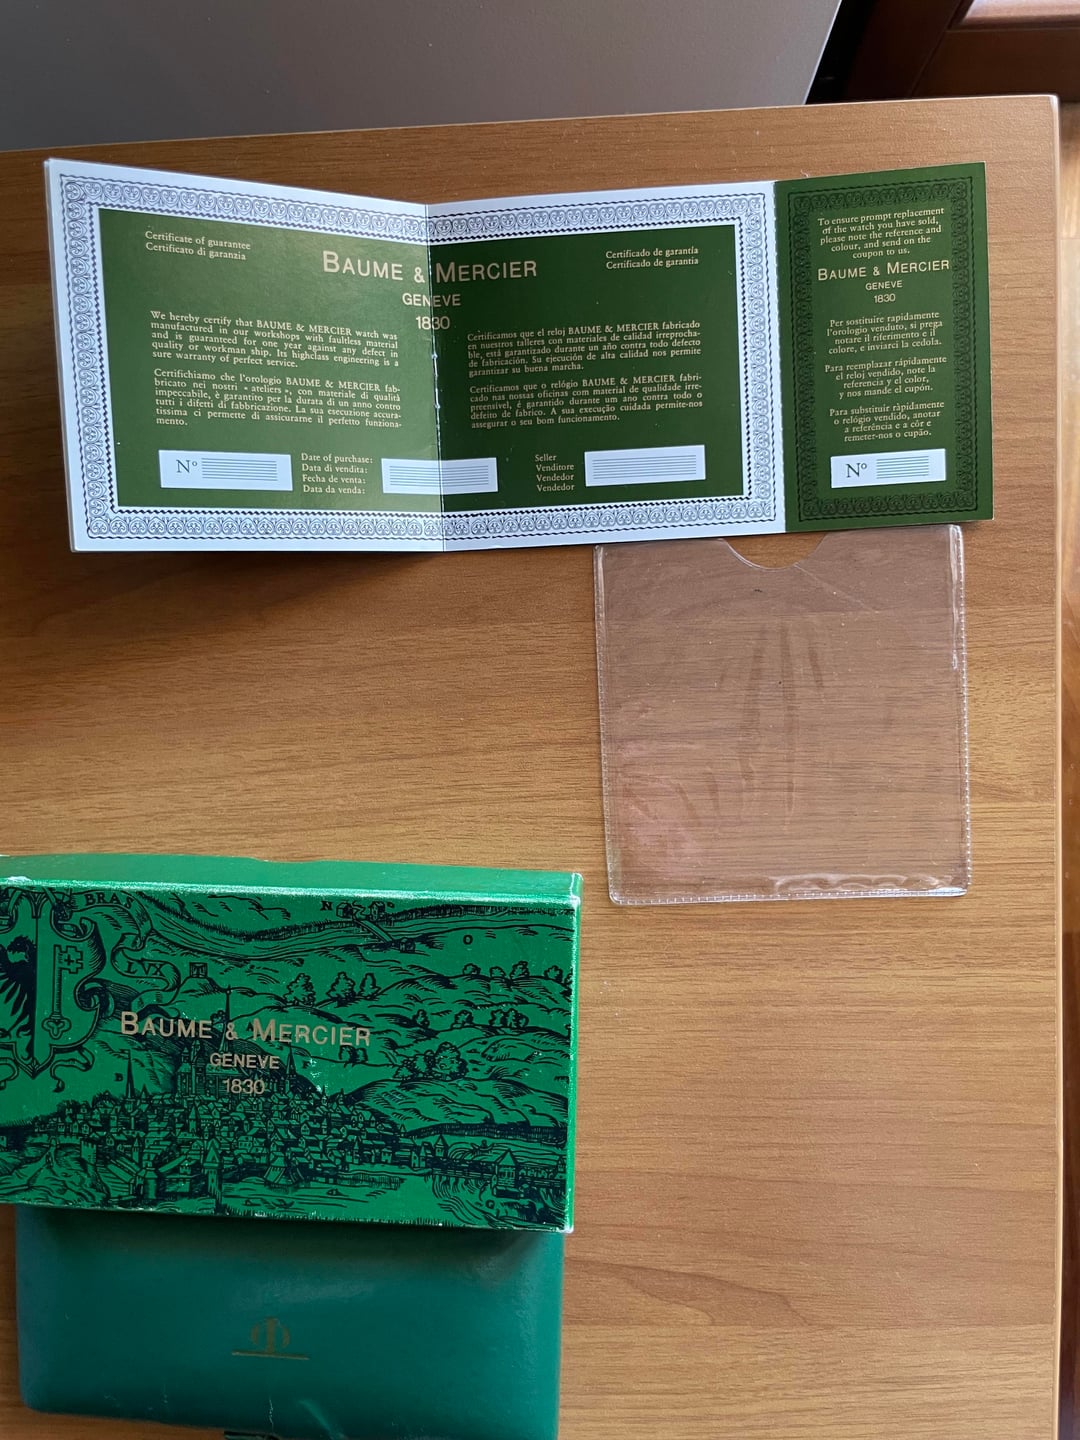 Certificate of guarantee
Certificato di garanzia
BAUME & MERCIER
GENEVE
1830
Certificado de garantía
Certificado de garantia
We hereby certify that BAUME & MERCIER watch was
manufactured in our workshops with faultless material
and is guaranteed for one year against any defect in
quality or workman ship. Its highclass engineering is a
sure warranty of perfect service.
Certifichiamo che l'orologio BAUME & MERCIER fab-
bricato nei nostri « ateliers », con materiale di qualità
impeccabile, è garantito per la durata di un anno contro
tutti i difetti di fabbricazione. La sua esecuzione accura-
tissima ci permette di assicurarne il perfetto funziona-
mento.
Certificamos que el reloj BAUME & MERCIER fabricado
en nuestros talleres con materiales de calidad irreprocha-
ble, está garantizado durante un año contra todo defecto
de fabricación. Su ejecución de alta calidad nos permite
garantizar su buena marcha.
Certificamos que o relógio BAUME & MERCIER fabri-
cado nas nossas oficinas com material de qualidade irre-
preensível, é garantido durante um ano contra todo o
defeito de fabrico. A sua execução cuidada permite-nos
assegurar o seu bom funcionamento.
Nº
Date of purchase:
Data di vendita:
Fecha de venta:
Data da venda:
Seller
Venditore
Vendedor
Vendedor
To ensure prompt replacement
of the watch you have sold,
please note the reference and
colour, and send on the
coupon to us.
BAUME & MERCIER
GENEVE
1830
Per sostituire rapidamente
l'orologio venduto, si prega
notare il riferimento e il
colore, e inviarci la cedola.
Para reemplazar rápidamente
el reloj vendido, note la
referencia y el color,
y nos mande el cupón.
Para substituir ràpidamente
o relógio vendido, anotar
a referência e a côr e
remeter-nos o cupão.
Nº
BRAS
LVX
N
O
B
BAUME & MERCIER
GENEVE
1830